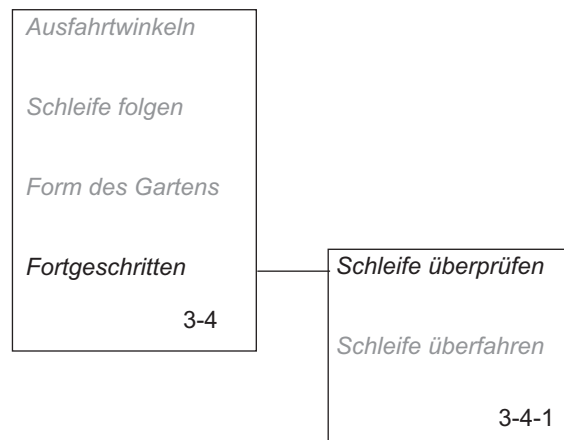 Ausfahrtwinkeln
Schleife folgen
Form des Gartens
Fortgeschritten
3-4
Schleife überprüfen
Schleife überfahren
3-4-1